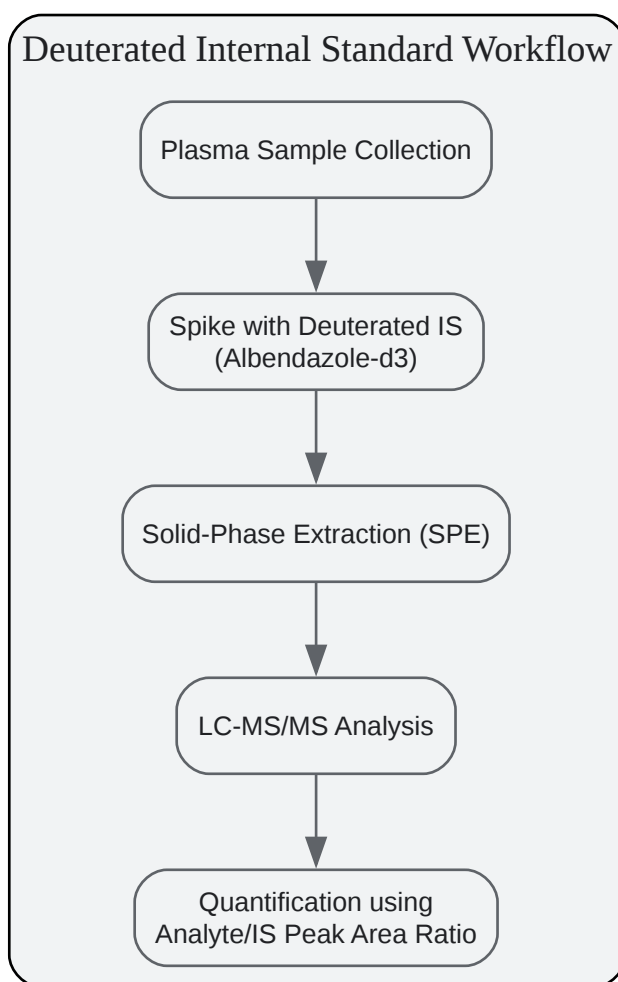 Deuterated Internal Standard Workflow
Plasma Sample Collection
Spike with Deuterated IS
(Albendazole-d3)
Solid-Phase Extraction (SPE)
LC-MS/MS Analysis
Quantification using
Analyte/IS Peak Area Ratio